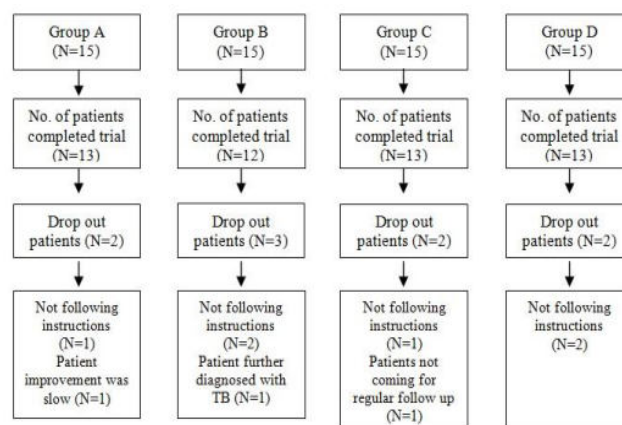 Group A
(N=15)
No. of patients
completed trial
(N=13)
Drop out
patients (N=2)
Not following
instructions
(N=1)
Patient
improvement was
slow (N=1)
Group B
(N=15)
No. of patients
completed trial
(N=12)
Drop out
patients (N=3)
Not following
instructions
(N=2)
Patient further
diagnosed with
TB (N=1)
Group C
(N=15)
No. of patients
completed trial
(N=13)
Drop out
patients (N=2)
Not following
instructions
(N=1)
Patients not
coming for
regular follow up
(N=1)
Group D
(N=15)
No. of patients
completed trial
(N=13)
Drop out
patients (N=2)
Not following
instructions
(N=2)